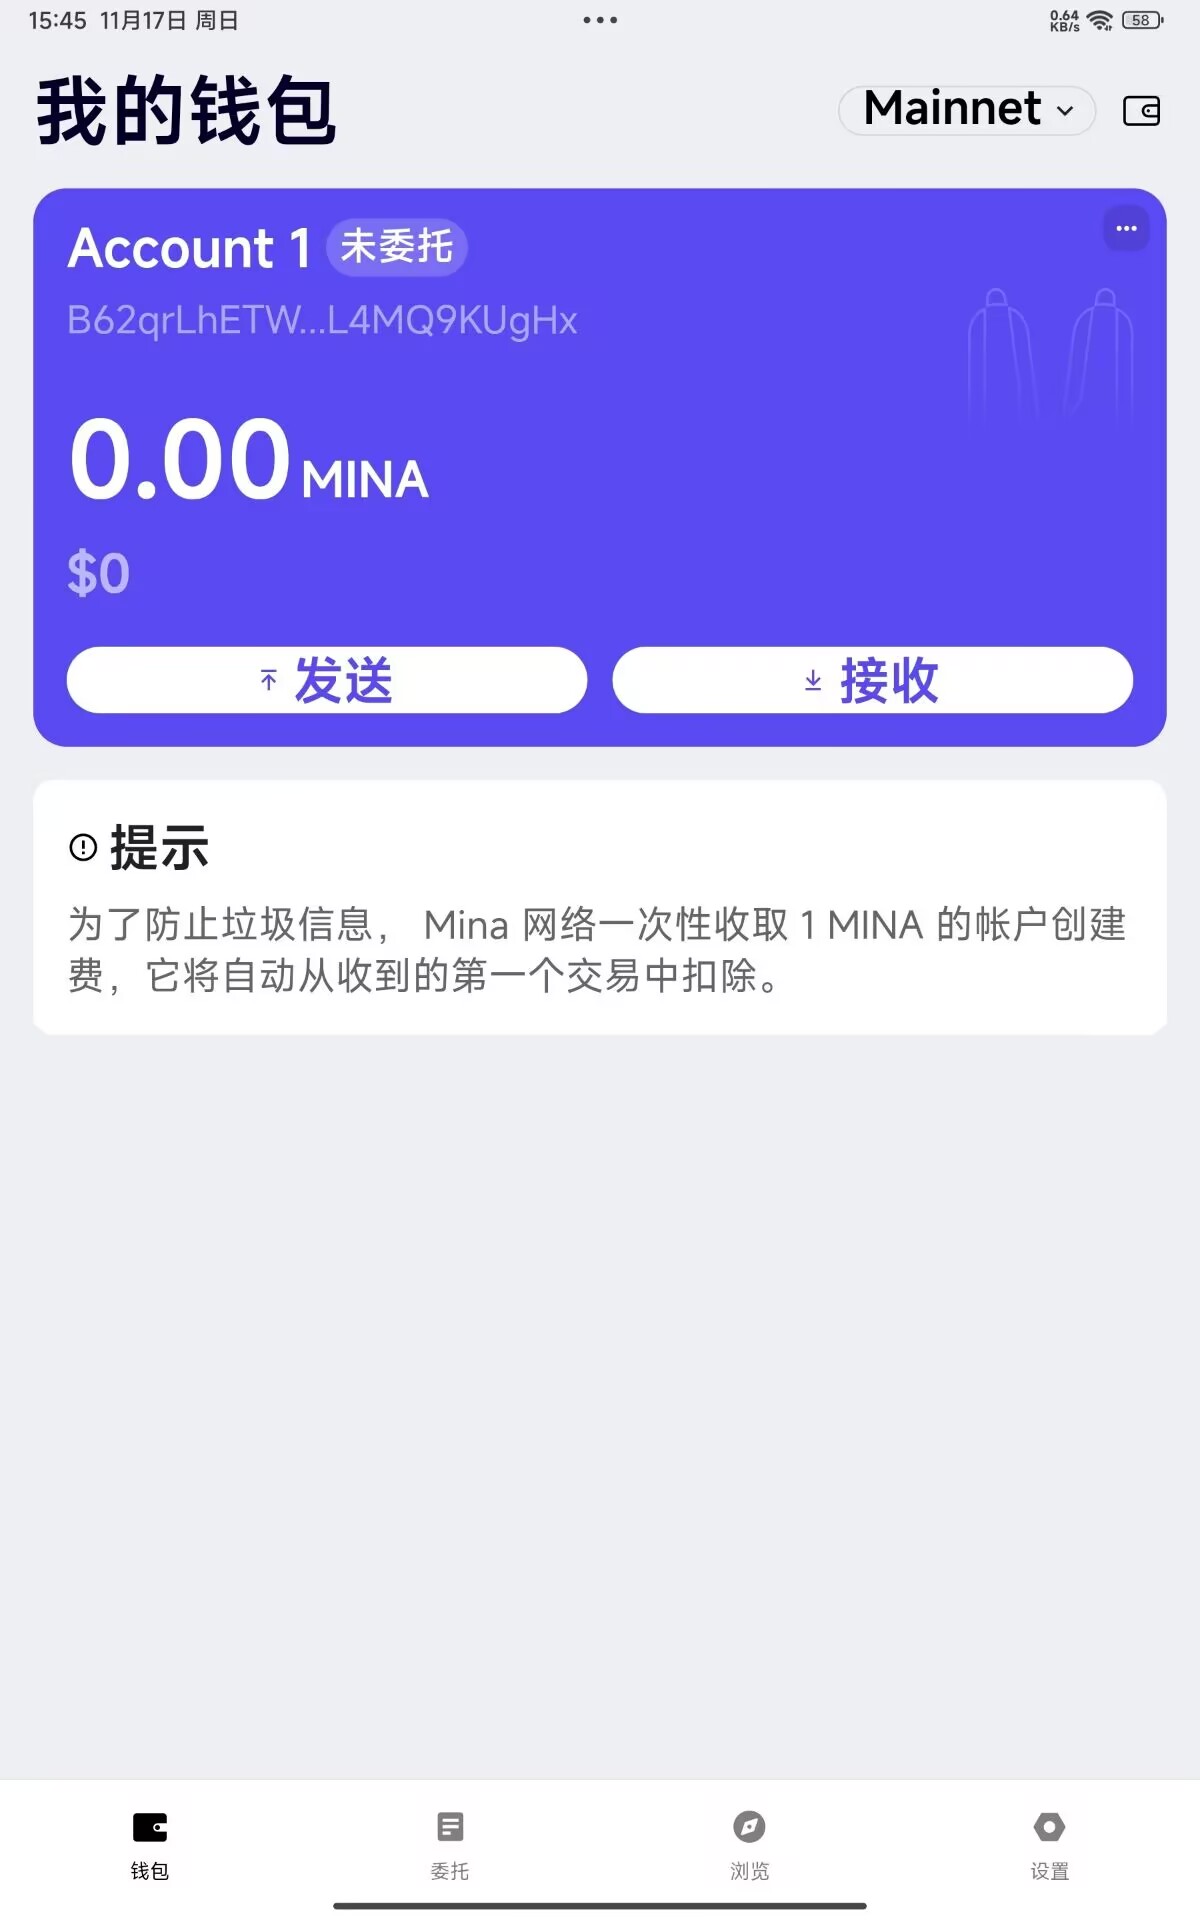 15:45 11月17日 周日
0.64
KB/s
58
我的钱包
Mainnet
Account 1 未委托
B62qrLhETW...L4MQ9KUgHx
0.00 MINA
$0
发送
接收
提示
为了防止垃圾信息， Mina 网络一次性收取 1 MINA 的帐户创建
费，它将自动从收到的第一个交易中扣除。
钱包
委托
浏览
设置